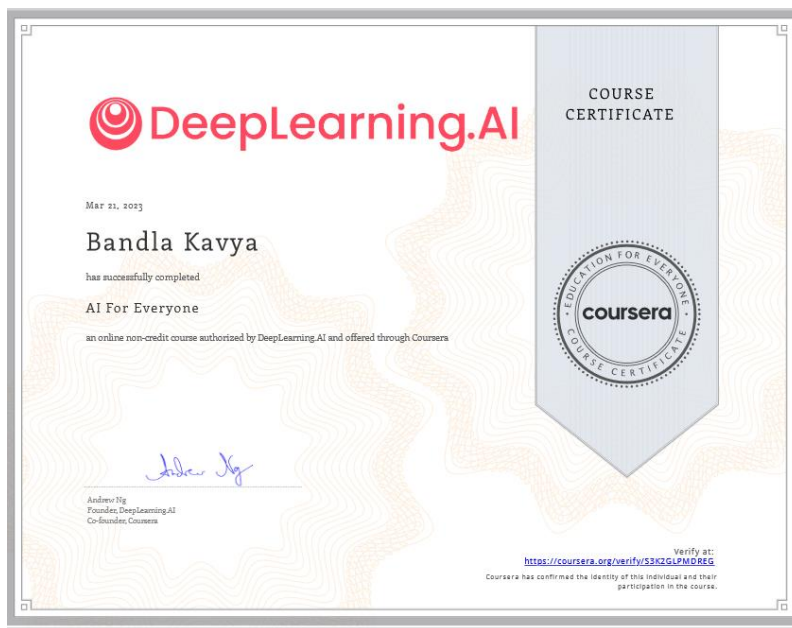 DeepLearning.AI
COURSE
CERTIFICATE
Mar 21, 2023
Bandla Kavya
has successfully completed
AI For Everyone
an online non-credit course authorized by DeepLearning.AI and offered through Coursera
EDUCATION FOR EVERYONE
coursera
COURSE CERTIFICATE
Andrew Ng
Andrew Ng
Founder, DeepLearning.AI
Co-founder, Coursera
Verify at:
https://coursera.org/verify/S3K2GLPMDREG
Coursera has confirmed the identity of this individual and their
participation in the course.